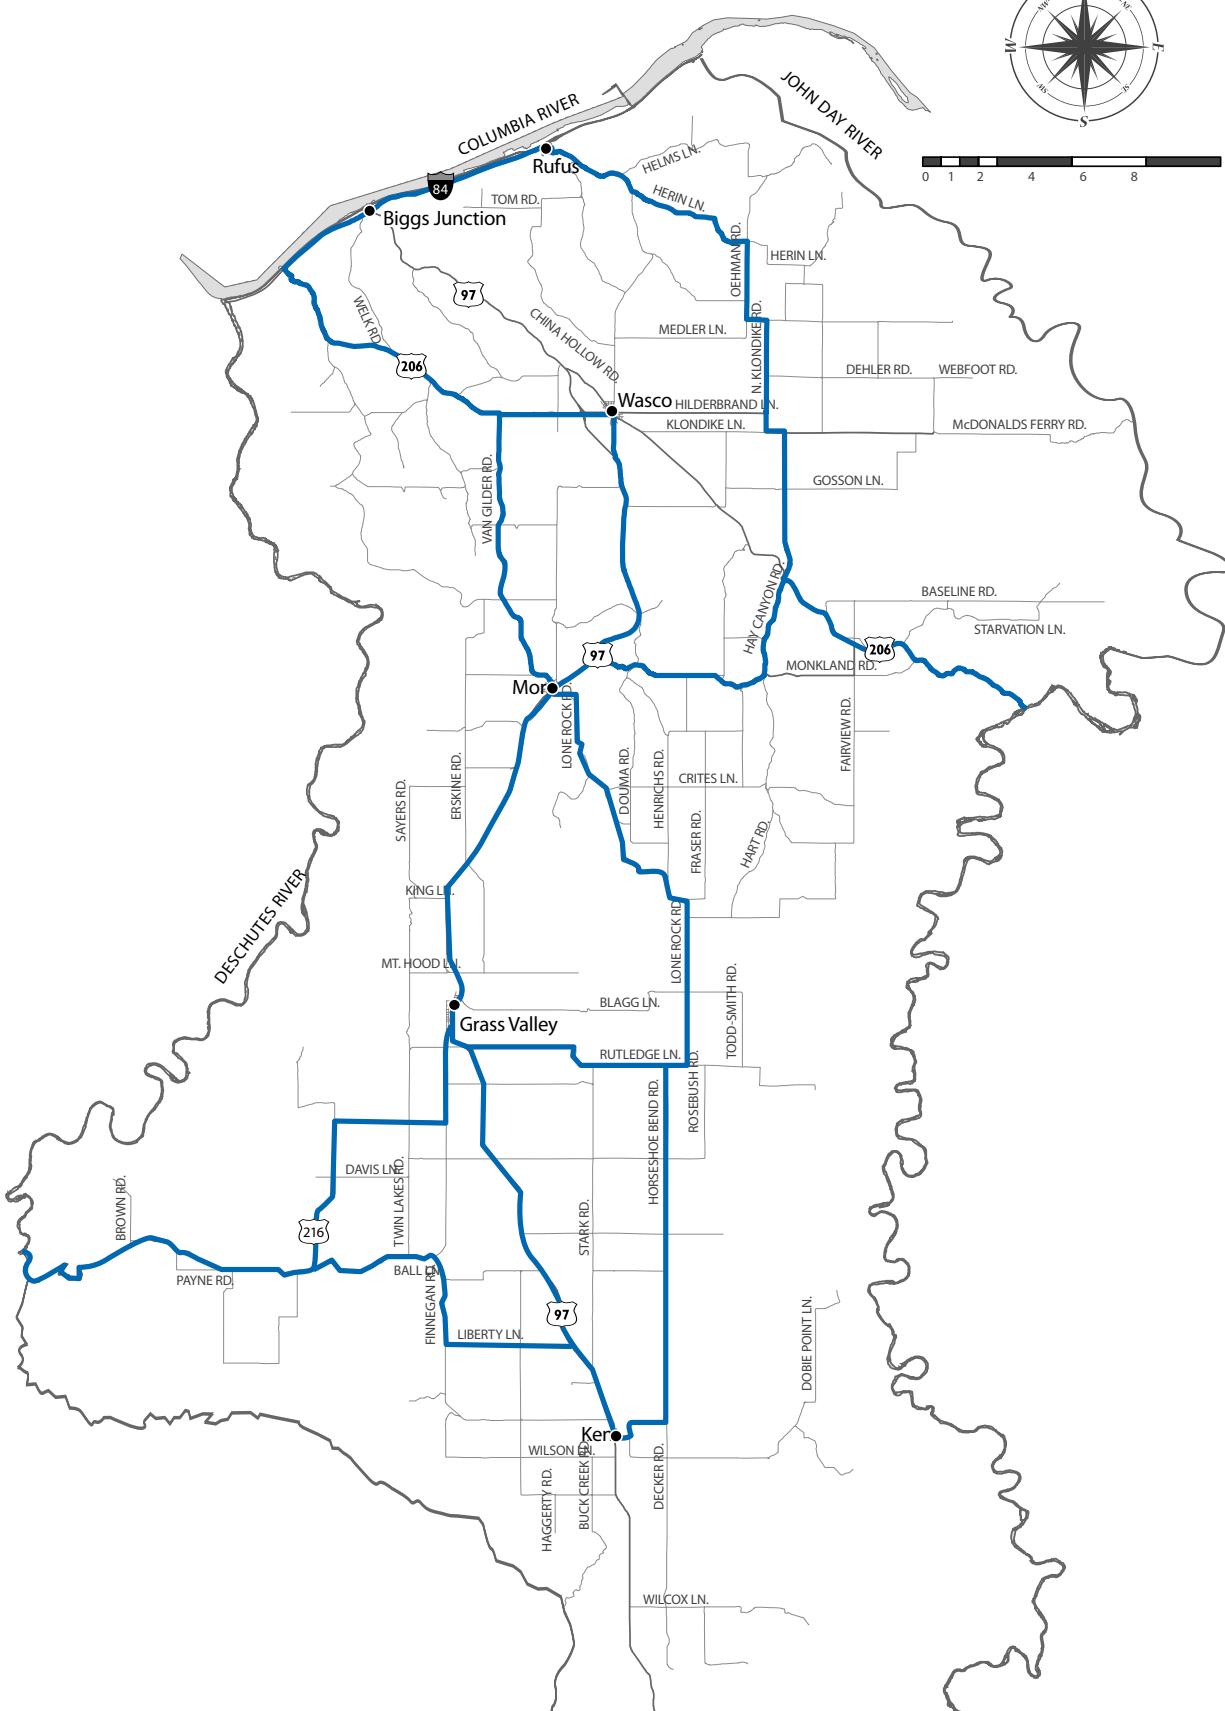 NW
NE
W
E
SW
SE
S
JOHN DAY RIVER
COLUMBIA RIVER
0 1 2 4 6 8
Rufus
HELMS LN.
84
HERIN LN.
TOM RD.
Biggs Junction
OEHMAN RD.
HERIN LN.
97
WELK RD.
CHINA HOLLOW RD.
MEDLER LN.
N. KLONDIKE RD.
206
DEHLER RD.
WEBFOOT RD.
Wasco
HILDERBRAND LN.
KLONDIKE LN.
McDONALDS FERRY RD.
VAN GILDER RD.
GOSSON LN.
HAY CANYON RD.
BASELINE RD.
STARVATION LN.
97
206
MONKLAND RD.
Mor
LONE ROCK RD.
FAIRVIEW RD.
ERSKINE RD.
SAYERS RD.
DOUMA RD.
HENRICHS RD.
CRITES LN.
FRASER RD.
HART RD.
KING LN.
DESCHUTES RIVER
LONE ROCK RD.
MT. HOOD LN.
BLAGG LN.
TODD-SMITH RD.
Grass Valley
RUTLEDGE LN.
ROSEBUSH RD.
HORSESHOE BEND RD.
DAVIS LN.
TWIN LAKES RD.
BROWN RD.
216
STARK RD.
PAYNE RD.
BALL LN.
FINNEGAN RD.
97
LIBERTY LN.
DOBIE POINT LN.
Ken
WILSON LN.
BUCK CREEK RD.
HAGGERTY RD.
DECKER RD.
WILCOX LN.